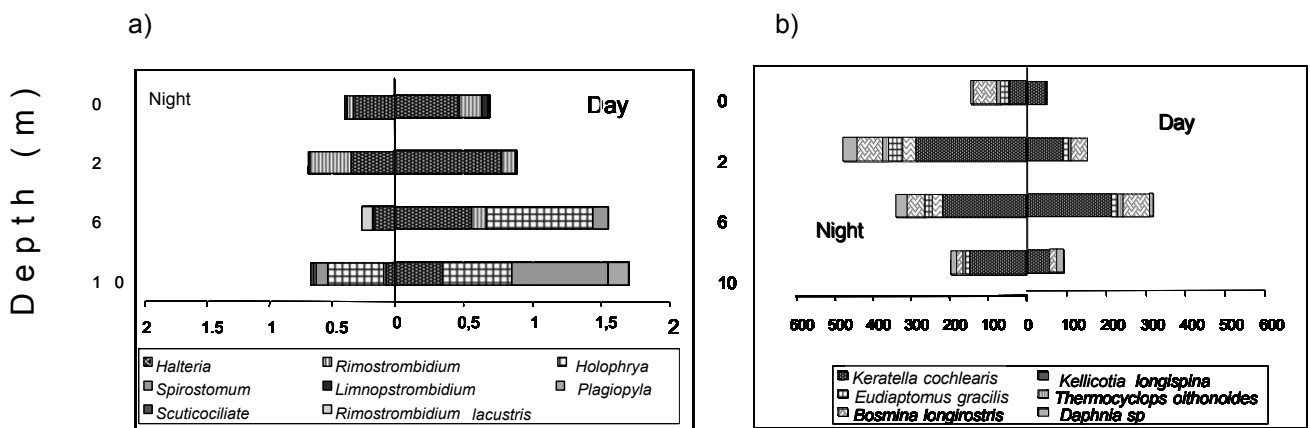 a)
b)
Depth (m)
Night
Day
0
2
6
1 0
2 1.5 1 0.5 0 0,5 1 1,5 2
Halteria Rimostrombidium Holophrya
Spirostomum Limnopstrombidium Plagiopyla
Scuticociliate Rimostrombidium lacustris
0
2
6
10
Day
Night
600 500 400 300 200 100 0 100 200 300 400 500 600
Keratella cochlearis Kellicotia longispina
Eudiaptomus gracilis Thermocyclops oithonoides
Bosmina longirostris Daphnia sp